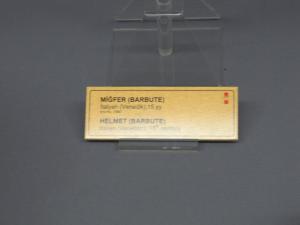 MİĞFER (BARBUTE)
İtalyan (Venedik), 15 yy
HELMET (BARBUTE)
Italian (Venetian), 15th century